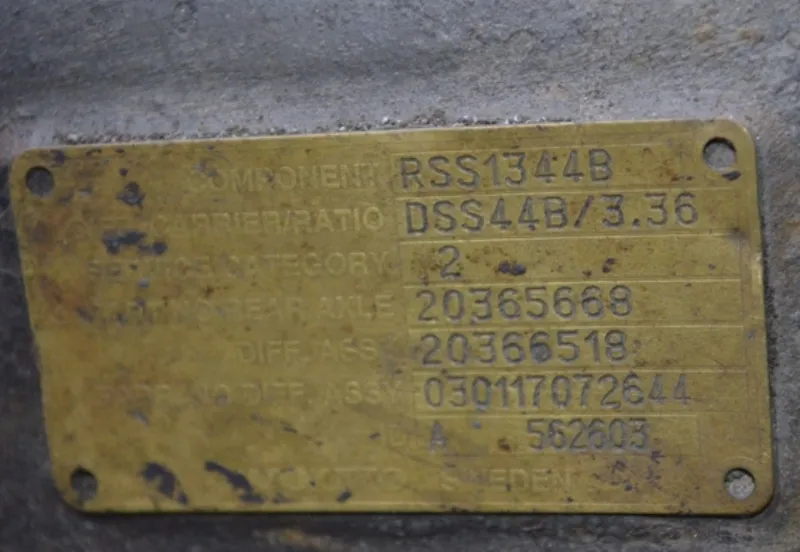 COMPONENT RSS1344B
CARRIER/RATIO DSS44B/3.36
SERVICE CATEGORY 2
REAR AXLE 20365668
DIFF. ASS 20366518
DIFF. ASSY 030117072644
A 562603
SWEDEN